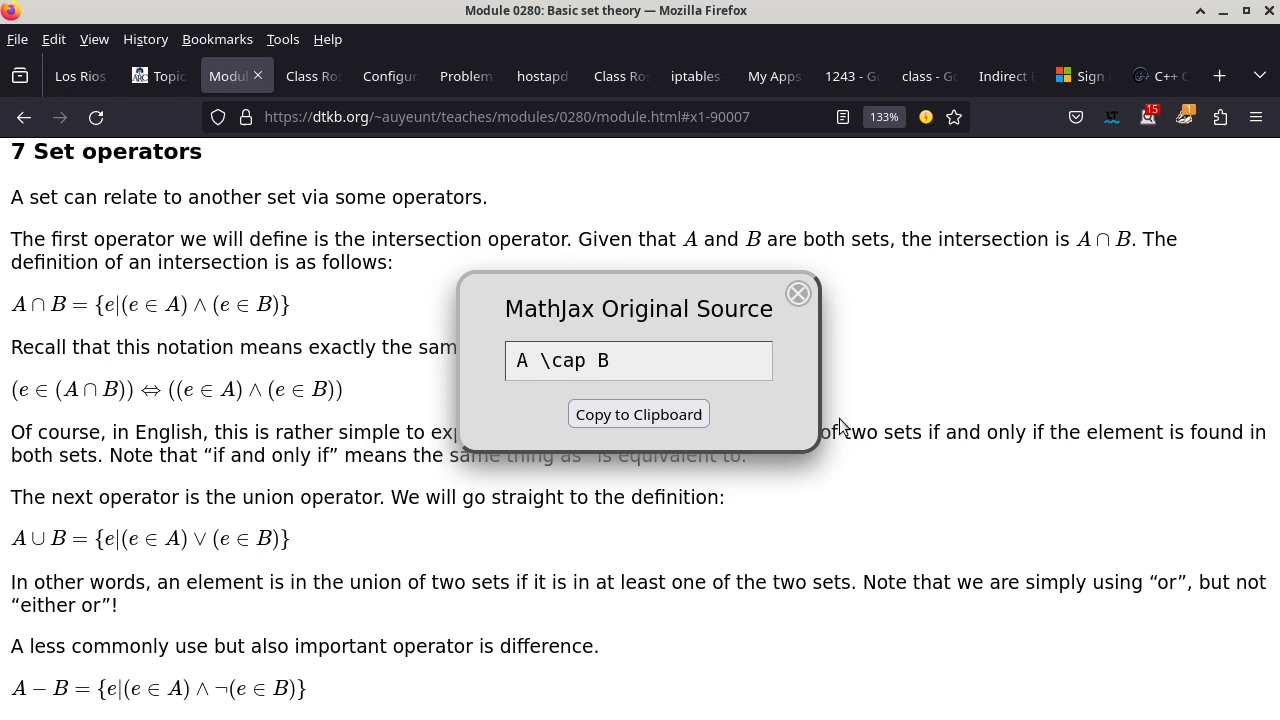 Module 0280: Basic set theory — Mozilla Firefox
File Edit View History Bookmarks Tools Help
Los Rios Topic Modul Class Ro Configur Problem hostapd Class Ro iptables My Apps 1243 - Ge class - Ge Indirect Sign i C++ C
https://dtkb.org/~auyeunt/teaches/modules/0280/module.html#x1-90007 133% 15 1
7 Set operators
A set can relate to another set via some operators.
The first operator we will define is the intersection operator. Given that A and B are both sets, the intersection is A ∩ B. The
definition of an intersection is as follows:
A ∩ B = {e|(e ∈ A) ∧ (e ∈ B)}
MathJax Original Source
Recall that this notation means exactly the sam
A \cap B
(e ∈ (A ∩ B)) ⇔ ((e ∈ A) ∧ (e ∈ B))
Copy to Clipboard
Of course, in English, this is rather simple to exp of two sets if and only if the element is found in
both sets. Note that “if and only if” means the same thing as “is equivalent to.”
The next operator is the union operator. We will go straight to the definition:
A ∪ B = {e|(e ∈ A) ∨ (e ∈ B)}
In other words, an element is in the union of two sets if it is in at least one of the two sets. Note that we are simply using “or”, but not
“either or”!
A less commonly use but also important operator is difference.
A − B = {e|(e ∈ A) ∧ ¬(e ∈ B)}